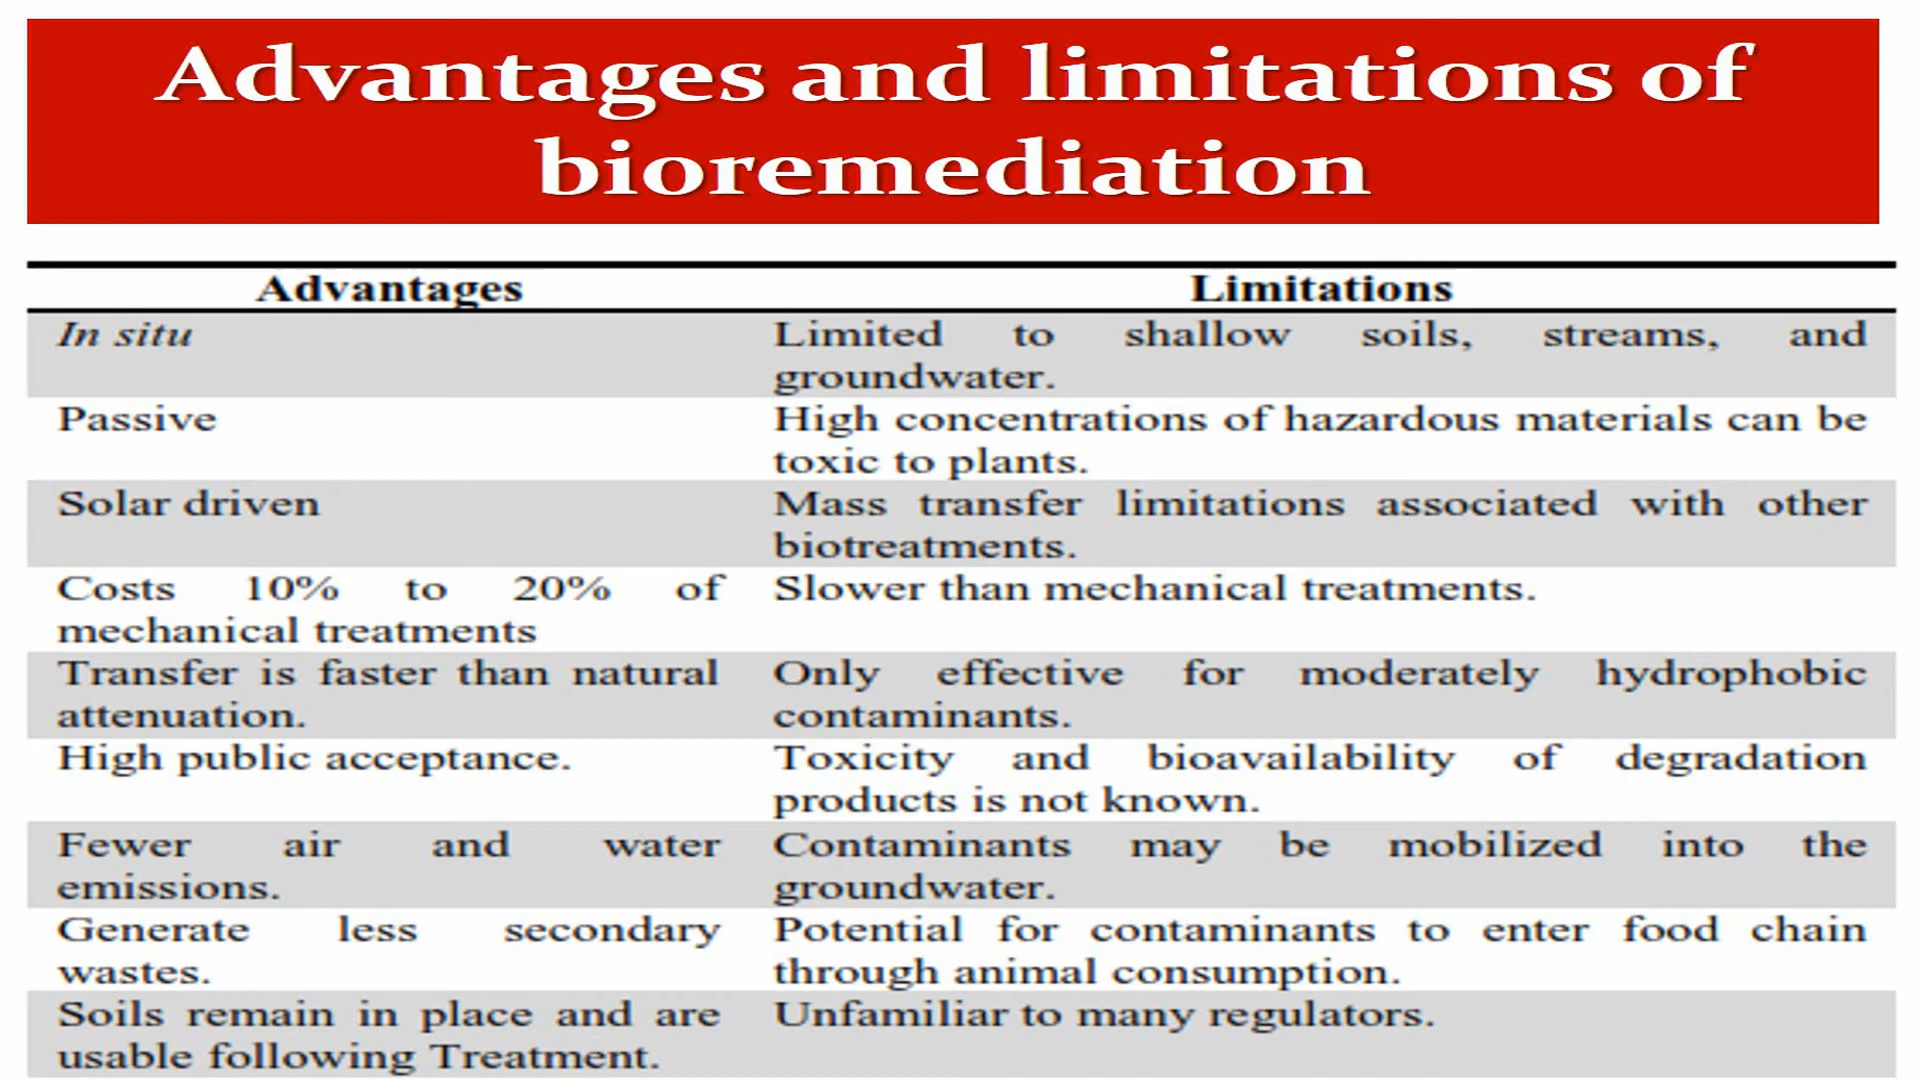 Advantages and limitations of
bioremediation
Advantages Limitations
In situ Limited to shallow soils, streams, and
groundwater.
Passive High concentrations of hazardous materials can be
toxic to plants.
Solar driven Mass transfer limitations associated with other
biotreatments.
Costs 10% to 20% of Slower than mechanical treatments.
mechanical treatments
Transfer is faster than natural Only effective for moderately hydrophobic
attenuation. contaminants.
High public acceptance. Toxicity and bioavailability of degradation
products is not known.
Fewer air and water Contaminants may be mobilized into the
emissions. groundwater.
Generate less secondary Potential for contaminants to enter food chain
wastes. through animal consumption.
Soils remain in place and are Unfamiliar to many regulators.
usable following Treatment.